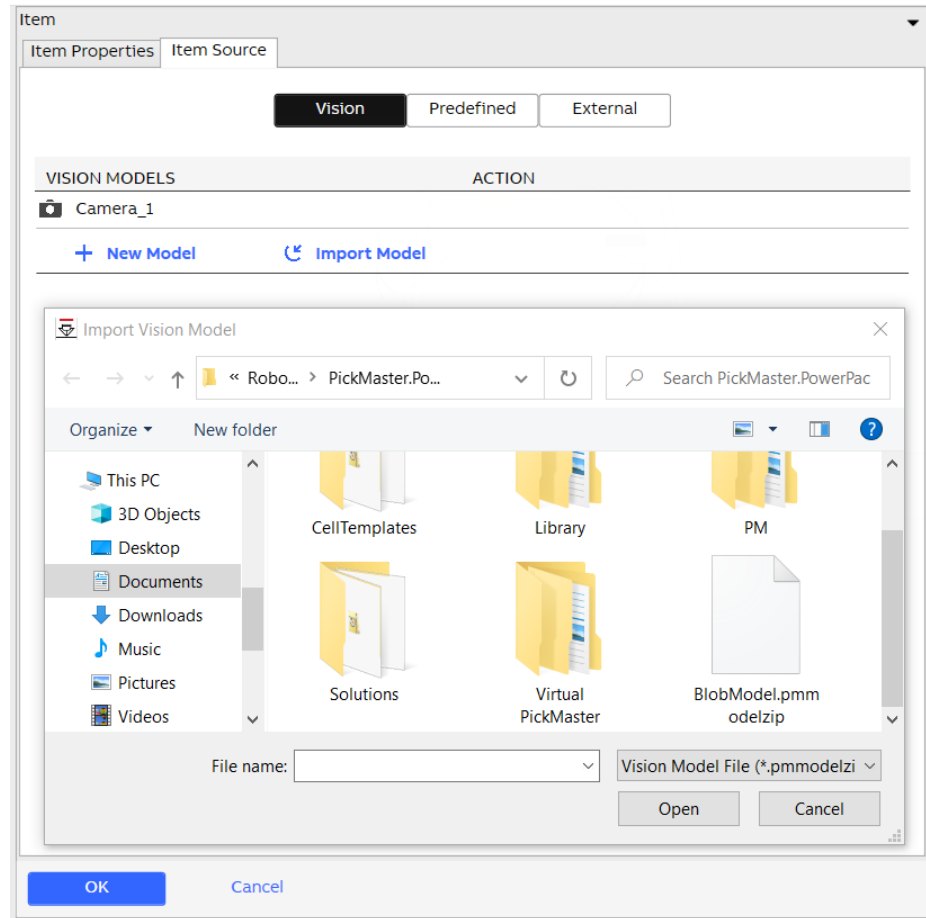 Item
Item Properties Item Source
Vision Predefined External
VISION MODELS ACTION
Camera_1
New Model Import Model
Import Vision Model
« Robo... > PickMaster.Po... Search PickMaster.PowerPac
Organize New folder
This PC
3D Objects
Desktop
Documents
Downloads
Music
Pictures
Videos
CellTemplates Library PM
Solutions Virtual PickMaster BlobModel.pmm
odelzip
File name: Vision Model File (*.pmmodelzi
Open Cancel
OK Cancel